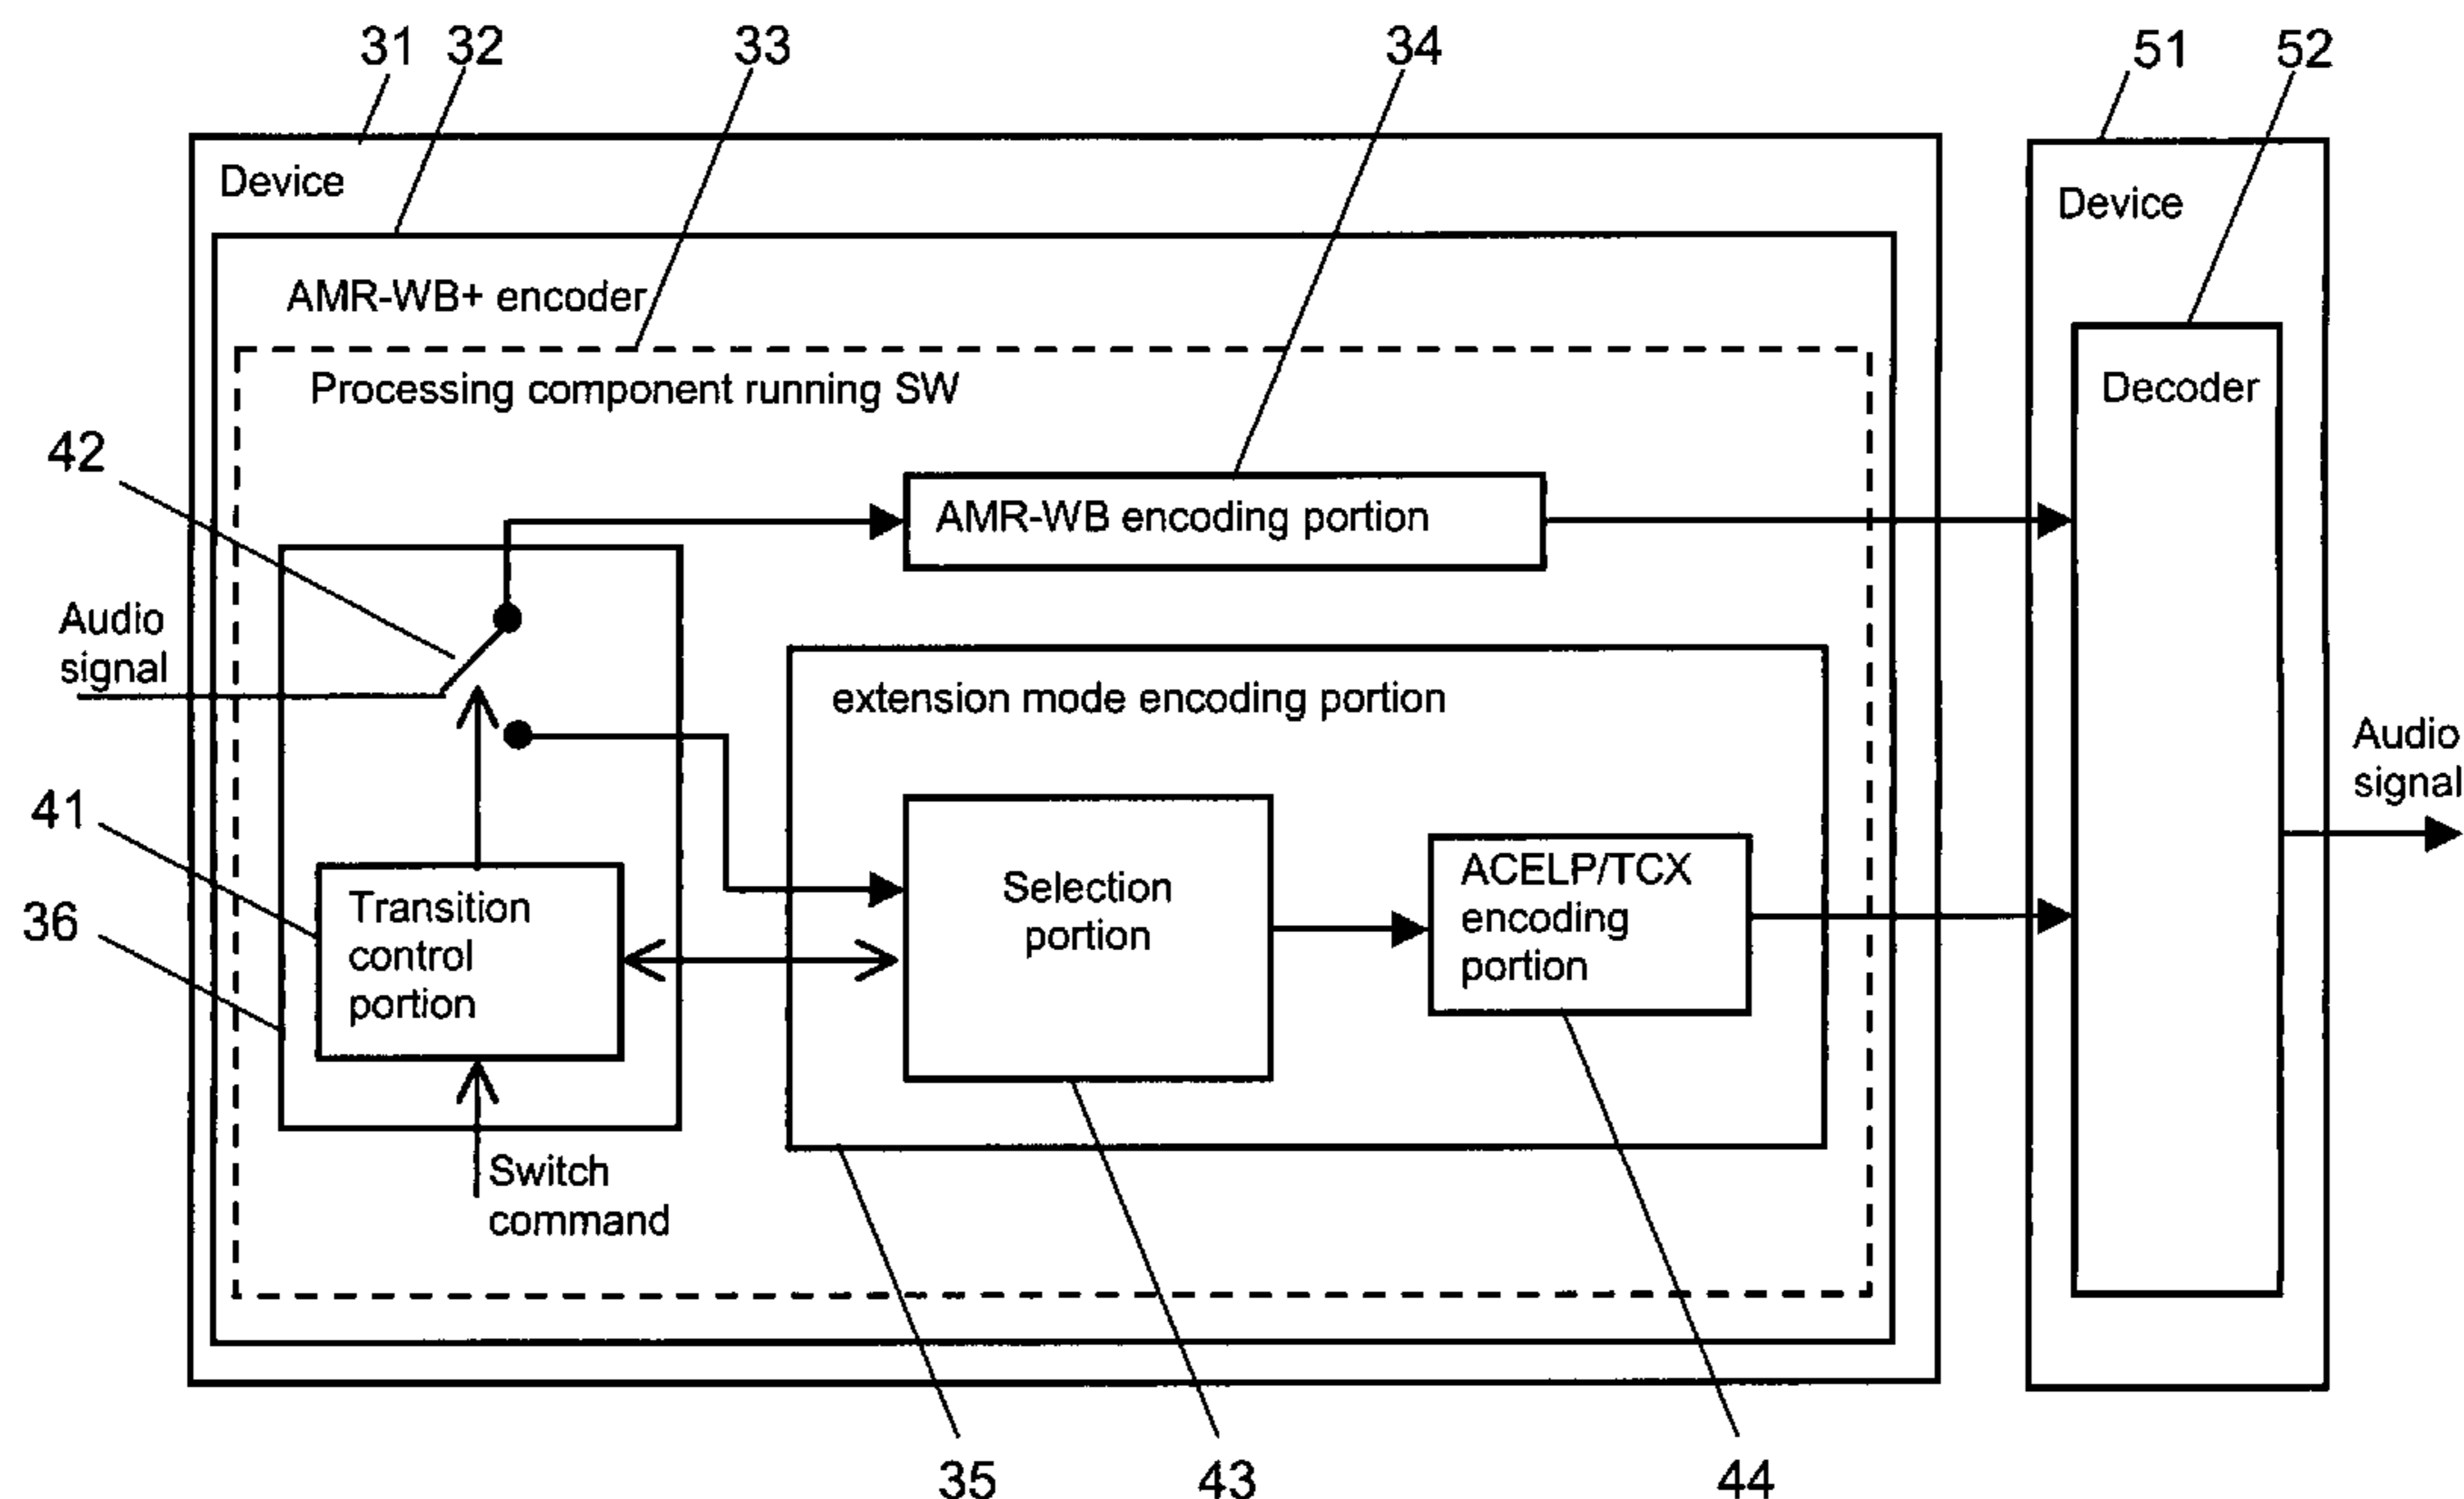 31 32 33 34 51 52
Device
Device
AMR-WB+ encoder
Processing component running SW
Decoder
42
AMR-WB encoding portion
Audio
signal
extension mode encoding portion
Audio
signal
41
36
Transition
control
portion
Selection
portion
ACELP/TCX
encoding
portion
Switch
command
35 43 44